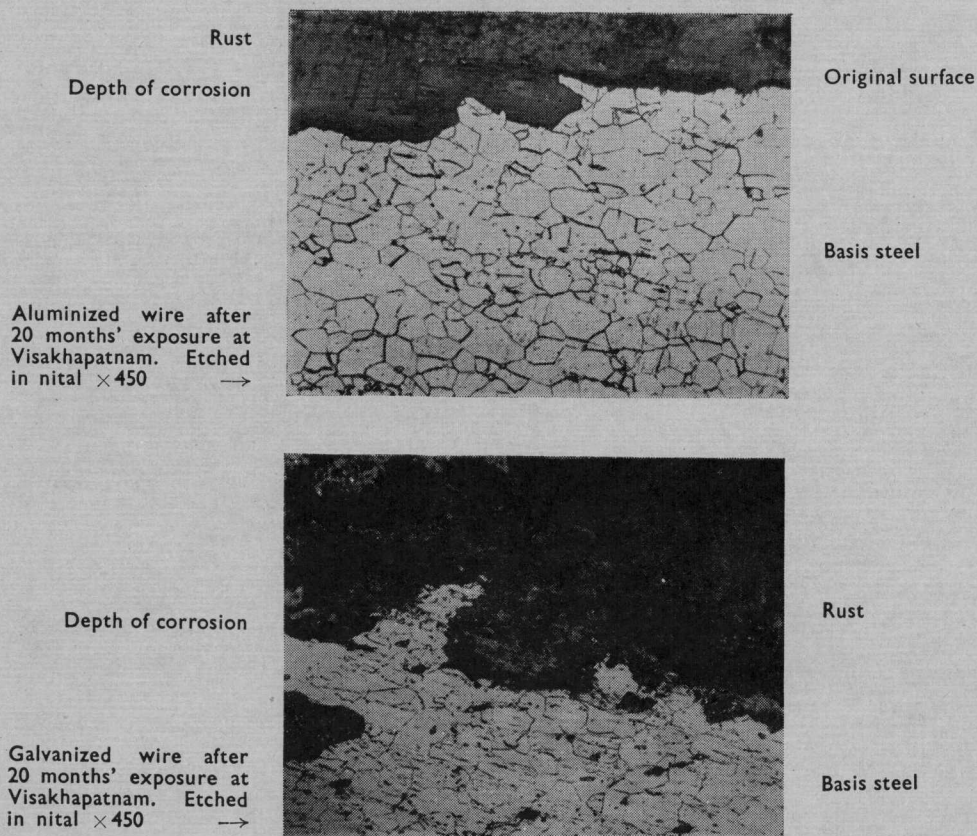 Rust
Depth of corrosion
Original surface
Basis steel
Aluminized wire after
20 months' exposure at
Visakhapatnam. Etched
in nital ×450 →
Depth of corrosion
Rust
Galvanized wire after
20 months' exposure at
Visakhapatnam. Etched
in nital ×450 →
Basis steel